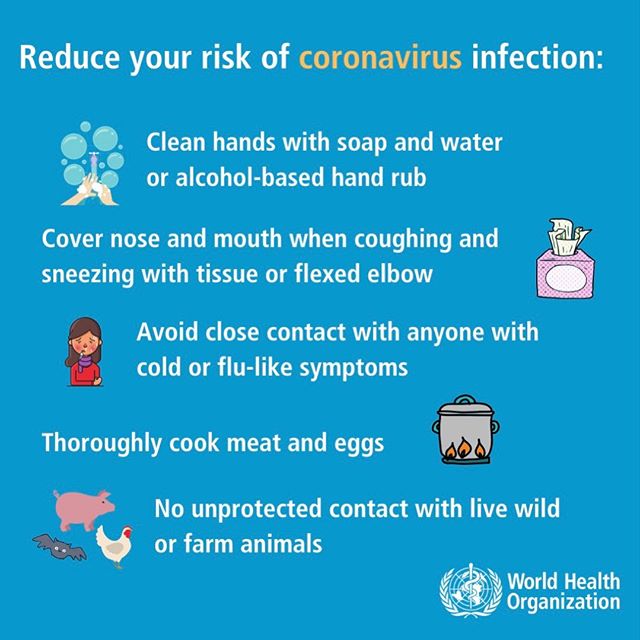 Reduce your risk of coronavirus infection:
Clean hands with soap and water
or alcohol-based hand rub
Cover nose and mouth when coughing and
sneezing with tissue or flexed elbow
Avoid close contact with anyone with
cold or flu-like symptoms
Thoroughly cook meat and eggs
No unprotected contact with live wild
or farm animals
World Health
Organization